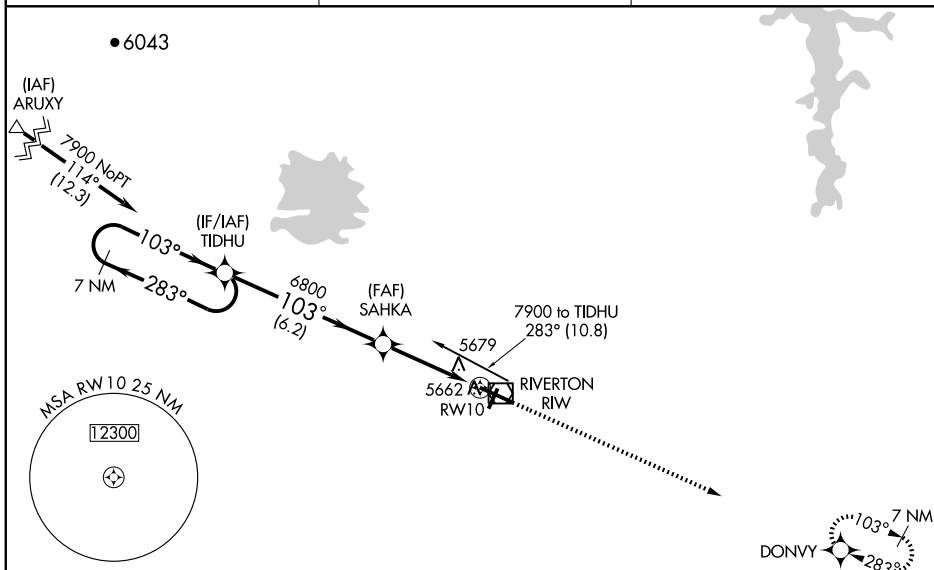 6043
(IAF)
ARUXY
7900 NoPT
114°
(12.3)
(IF/IAF)
TIDHU
103°
7 NM
283°
6800
103°
(6.2)
(FAF)
SAHKA
7900 to TIDHU
283° (10.8)
5679
5662
RW10
RIVERTON
RIW
MSA RW10 25 NM
12300
DONVY
103°
7 NM
283°